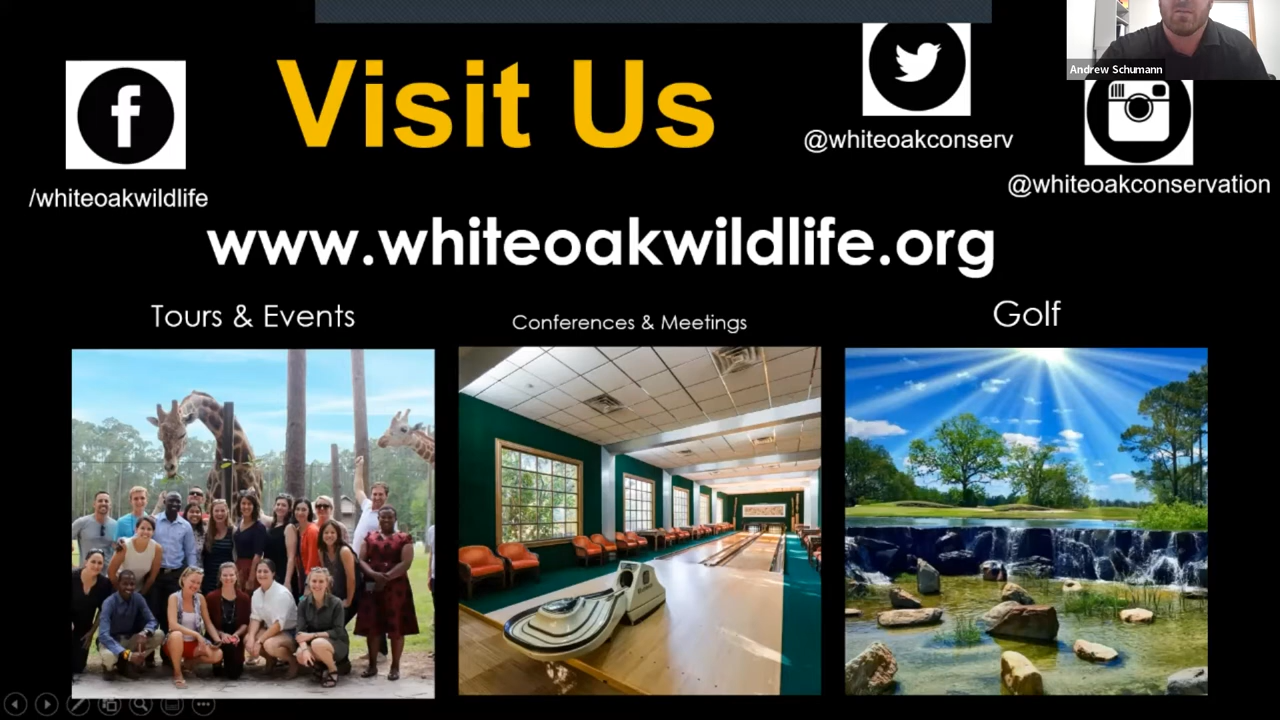 Visit Us
Andrew Schumann
@whiteoakconserv
@whiteoakconservation
/whiteoakwildlife
www.whiteoakwildlife.org
Tours & Events
Conferences & Meetings
Golf